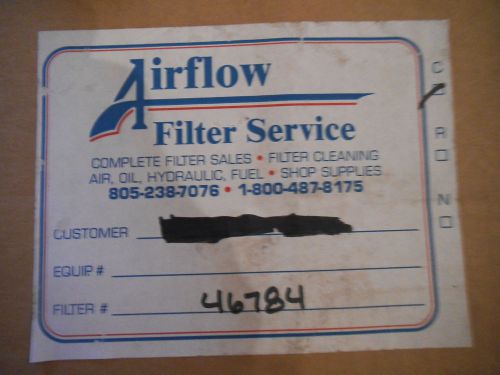 Airflow
Filter Service
COMPLETE FILTER SALES • FILTER CLEANING
AIR, OIL, HYDRAULIC, FUEL • SHOP SUPPLIES
805-238-7076 • 1-800-487-8175
CUSTOMER
EQUIP #
FILTER # 46784
C
R
N